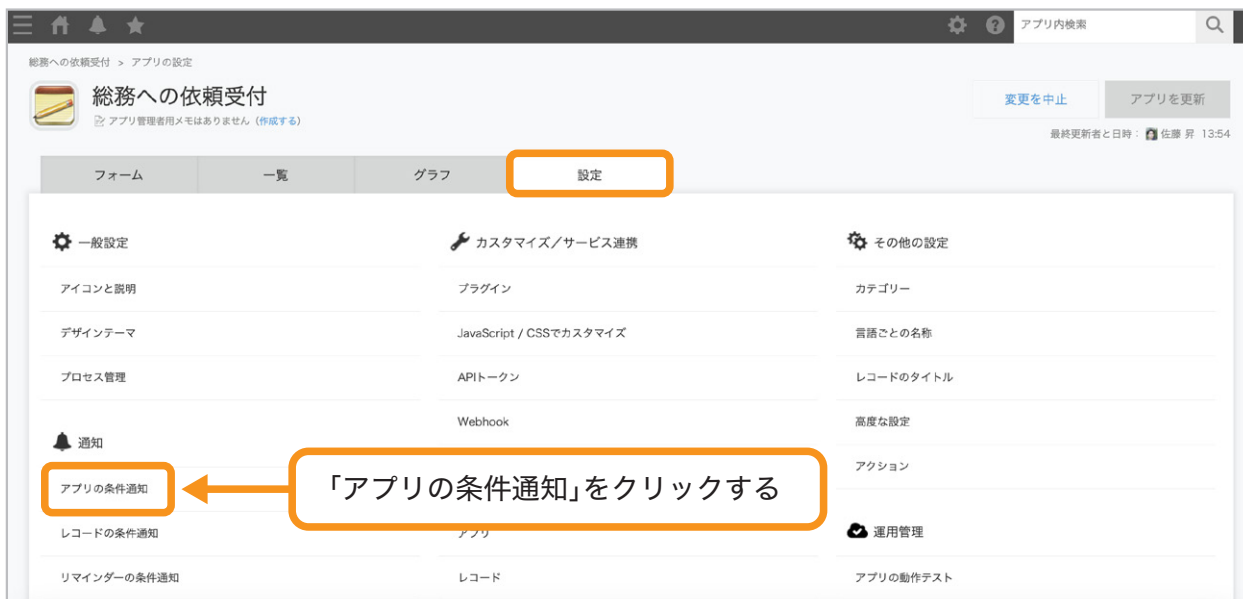 アプリ内検索
総務への依頼受付 > アプリの設定
総務への依頼受付
アプリ管理者用メモはありません（作成する）
変更を中止
アプリを更新
最終更新者と日時： 佐藤 昇 13:54
フォーム
一覧
グラフ
設定
一般設定
アイコンと説明
デザインテーマ
プロセス管理
通知
アプリの条件通知
レコードの条件通知
リマインダーの条件通知
カスタマイズ／サービス連携
プラグイン
JavaScript / CSSでカスタマイズ
APIトークン
Webhook
「アプリの条件通知」をクリックする
アプリ
レコード
その他の設定
カテゴリー
言語ごとの名称
レコードのタイトル
高度な設定
アクション
運用管理
アプリの動作テスト